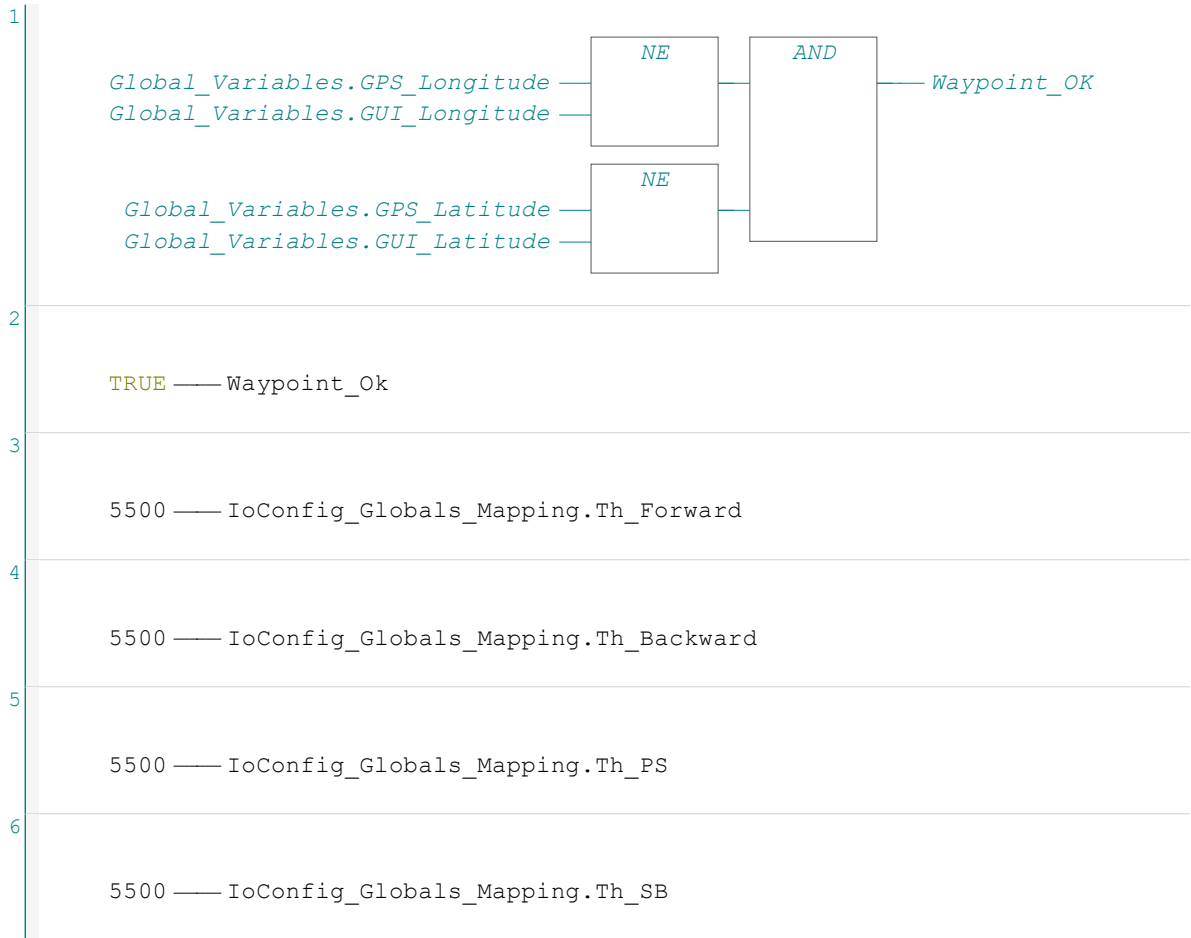 1
NE AND
Global_Variables.GPS_Longitude Waypoint_OK
Global_Variables.GUI_Longitude
NE
Global_Variables.GPS_Latitude
Global_Variables.GUI_Latitude
2
TRUE Waypoint_Ok
3
5500 IoConfig_Globals_Mapping.Th_Forward
4
5500 IoConfig_Globals_Mapping.Th_Backward
5
5500 IoConfig_Globals_Mapping.Th_PS
6
5500 IoConfig_Globals_Mapping.Th_SB